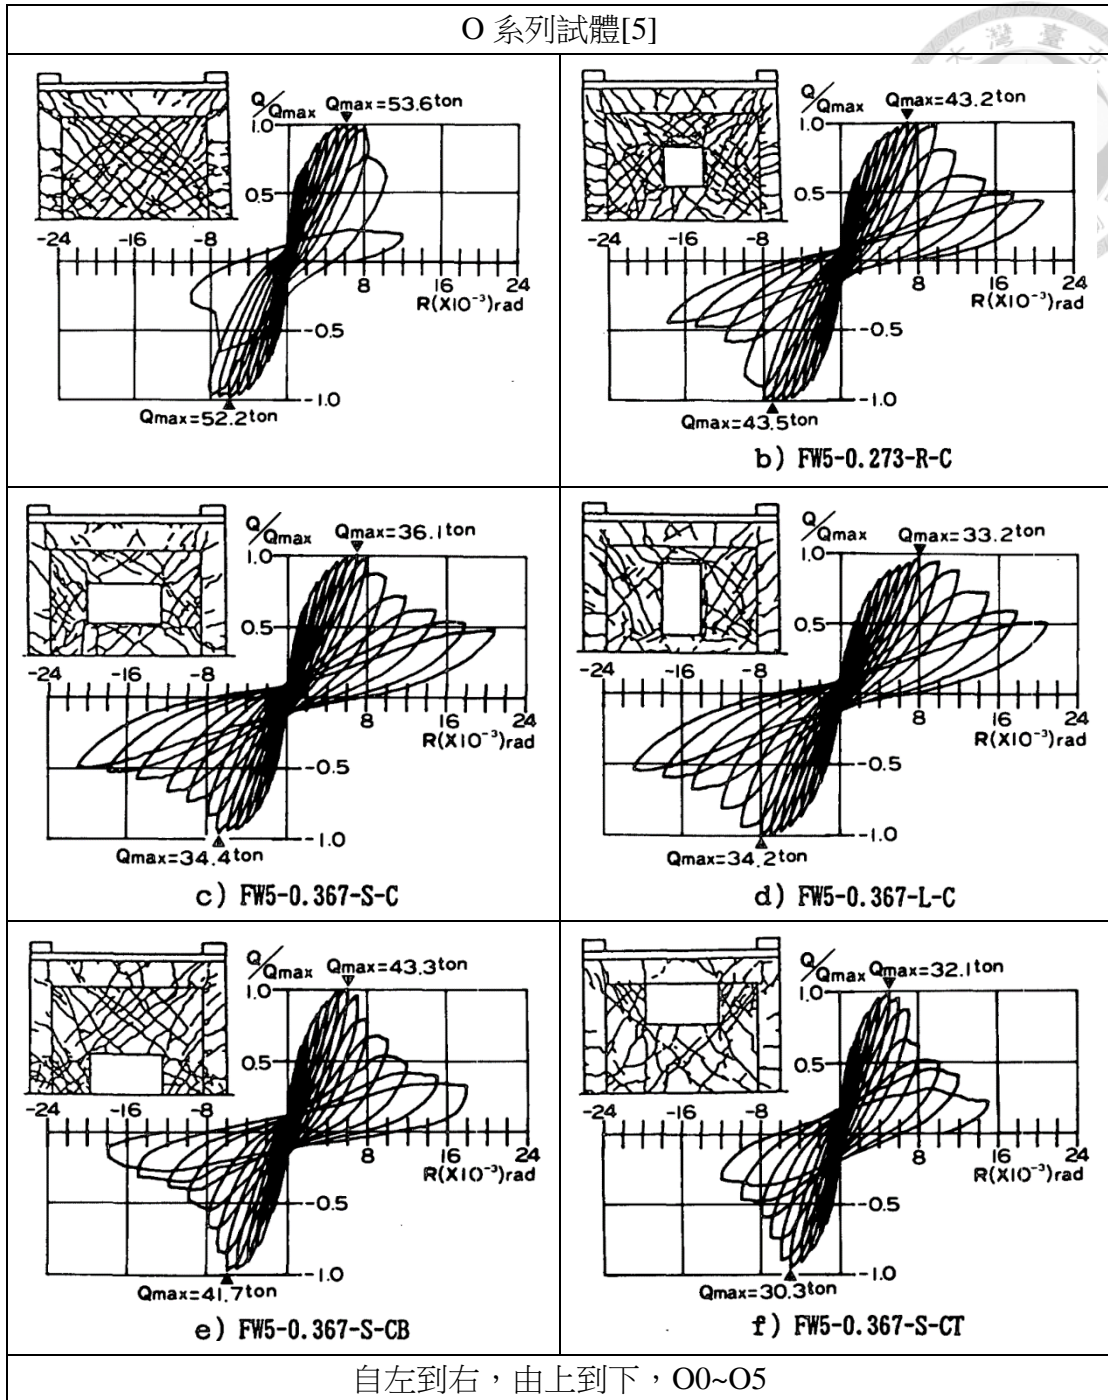 O 系列試體[5]
Q/Qmax Qmax=53.6ton
1.0
0.5
-24 -16 -8
8 16 24
R(X10⁻³)rad
-0.5
-1.0
Qmax=52.2ton
Q/Qmax Qmax=43.2ton
1.0
0.5
-24 -16 -8
8 16 24
R(X10⁻³)rad
-0.5
-1.0
Qmax=43.5ton
b) FW5-0.273-R-C
Q/Qmax Qmax=36.1ton
1.0
0.5
-24 -16 -8
8 16 24
R(X10⁻³)rad
-0.5
-1.0
Qmax=34.4ton
c) FW5-0.367-S-C
Q/Qmax Qmax=33.2ton
1.0
0.5
-24 -16 -8
8 16 24
R(X10⁻³)rad
-0.5
-1.0
Qmax=34.2ton
d) FW5-0.367-L-C
Q/Qmax Qmax=43.3ton
1.0
0.5
-24 -16 -8
8 16 24
R(X10⁻³)rad
-0.5
-1.0
Qmax=41.7ton
e) FW5-0.367-S-CB
Q/Qmax Qmax=32.1ton
1.0
0.5
-24 -16 -8
8 16 24
R(X10⁻³)rad
-0.5
-1.0
Qmax=30.3ton
f) FW5-0.367-S-CT
自左到右，由上到下，O0~O5
大灣臺立